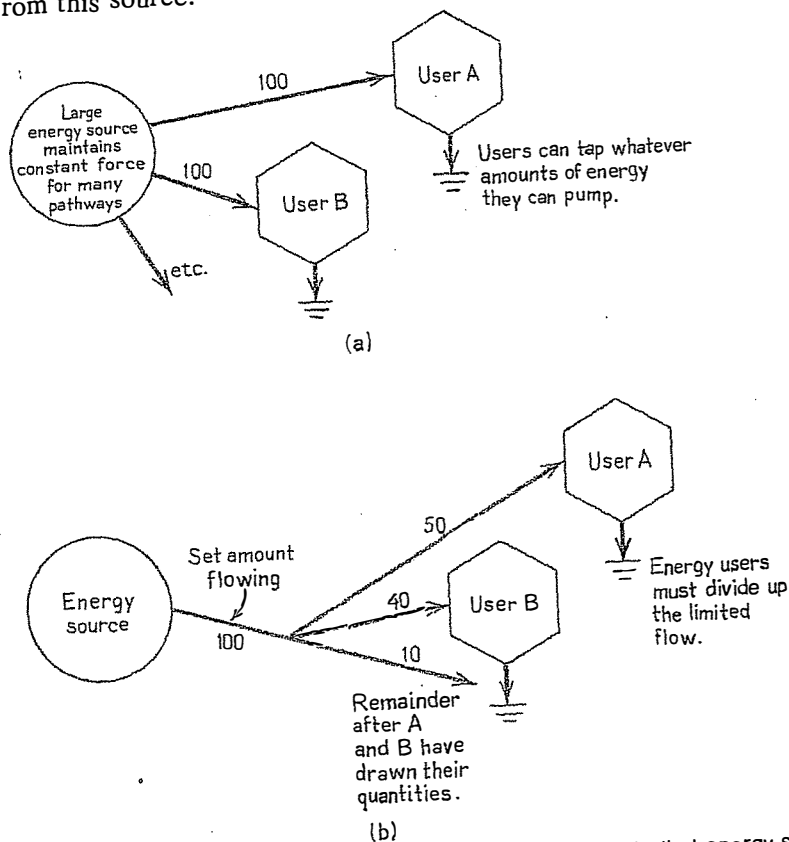 rom this source.
Large
energy source
maintains
constant force
for many
pathways
100
User A
100
User B
etc.
Users can tap whatever
amounts of energy
they can pump.
(a)
Energy
source
Set amount
flowing
100
50
User A
40
User B
10
Energy users
must divide up
the limited
flow.
Remainder
after A
and B have
drawn their
quantities.
(b)
energy s